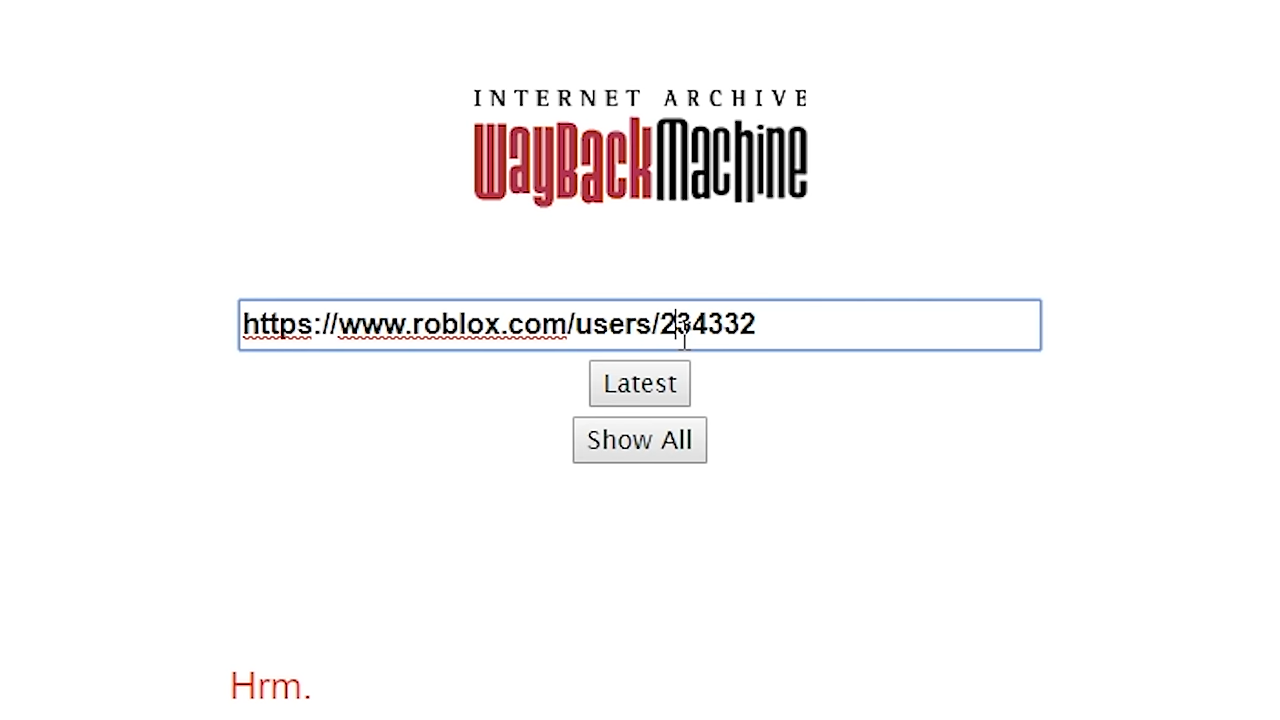 INTERNET ARCHIVE
WayBackMachine
https://www.roblox.com/users/234332
Latest
Show All
Hrm.